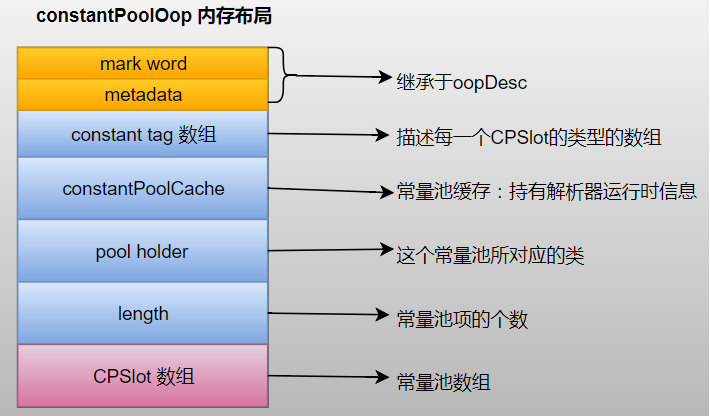 constantPoolOop 内存布局
mark word
metadata
继承于oopDesc
constant tag 数组
描述每一个CPSlot的类型的数组
constantPoolCache
常量池缓存：持有解析器运行时信息
pool holder
这个常量池所对应的类
length
常量池项的个数
CPSlot 数组
常量池数组